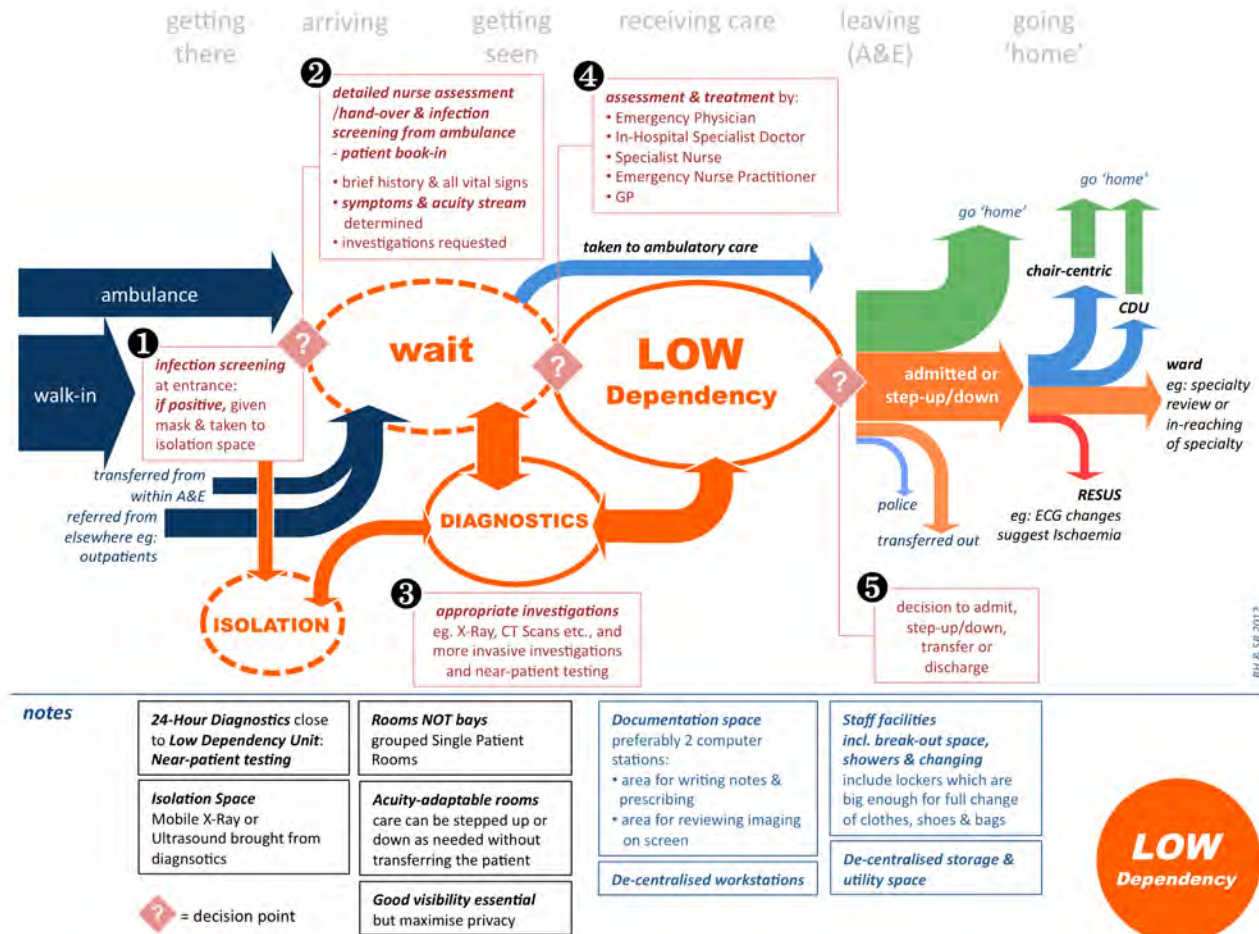 getting
there
arriving
getting
seen
receiving care
leaving
(A&E)
going
'home'
2
detailed nurse assessment
/hand-over & infection
screening from ambulance
- patient book-in
• brief history & all vital signs
• symptoms & acuity stream
determined
• investigations requested
4
assessment & treatment by:
• Emergency Physician
• In-Hospital Specialist Doctor
• Specialist Nurse
• Emergency Nurse Practitioner
• GP
go 'home'
go 'home'
taken to ambulatory care
chair-centric
CDU
ambulance
walk-in
1
infection screening
at entrance:
if positive, given
mask & taken to
isolation space
?
wait
?
LOW
Dependency
?
admitted or
step-up/down
ward
eg: specialty
review or
in-reaching
of specialty
transferred from
within A&E
referred from
elsewhere eg:
outpatients
DIAGNOSTICS
police
transferred out
RESUS
eg: ECG changes
suggest Ischaemia
ISOLATION
3
appropriate investigations
eg. X-Ray, CT Scans etc., and
more invasive investigations
and near-patient testing
5
decision to admit,
step-up/down,
transfer or
discharge
RH & SP 2012
notes
24-Hour Diagnostics close
to Low Dependency Unit:
Near-patient testing
Isolation Space
Mobile X-Ray or
Ultrasound brought from
diagnsotics
? = decision point
Rooms NOT bays
grouped Single Patient
Rooms
Acuity-adaptable rooms
care can be stepped up or
down as needed without
transferring the patient
Good visibility essential
but maximise privacy
Documentation space
preferably 2 computer
stations:
• area for writing notes &
prescribing
• area for reviewing imaging
on screen
De-centralised workstations
Staff facilities
incl. break-out space,
showers & changing
include lockers which are
big enough for full change
of clothes, shoes & bags
De-centralised storage &
utility space
LOW
Dependency